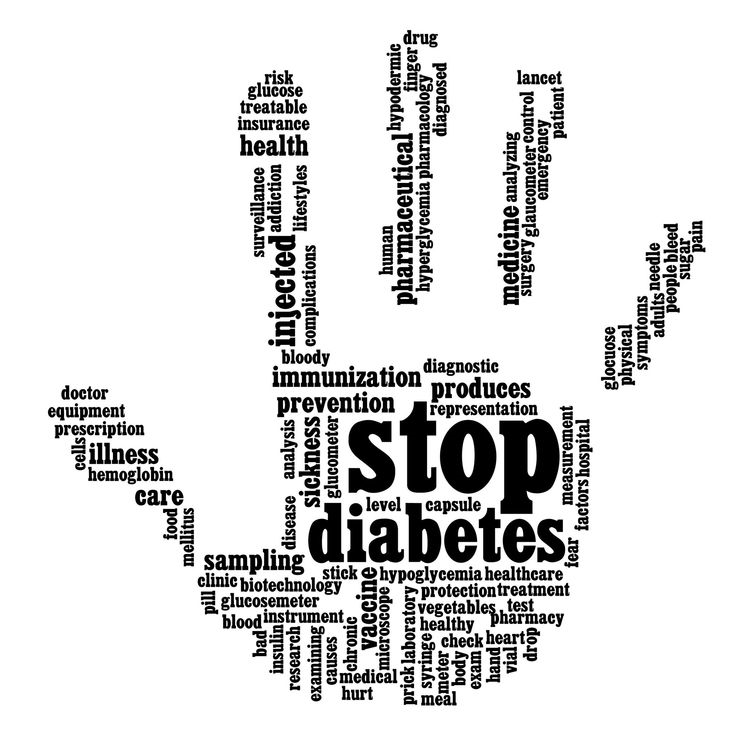 drug
hypodermic
finger
pharmacology
diagnosed
human
pharmaceutical
hyperglycemia
risk
glucose
treatable
insurance
health
surveillance
addiction
lifestyles
injected
complications
bloody
lancet
patient
control
emergency
analyzing
medicine
glaucometer
surgery
pain
bleed
sugar
people
needle
adults
symptoms
physical
glocuose
doctor
equipment
prescription
cells
illness
hemoglobin
care
food
mellitus
immunization
diagnostic
produces
prevention
representation
stop
analysis
sickness
glucometer
measurement
hospital
factors
level
capsule
diabetes
disease
fear
sampling
stick
hypoglycemia
healthcare
clinic
biotechnology
protection
treatment
pill
glucosemeter
vaccine
microscope
laboratory
vegetables
test
blood
instrument
healthy
pharmacy
bad
insulin
research
examining
causes
chronic
medical
hurt
prick
syringe
meter
meal
check
body
exam
heart
hand
vial
drop